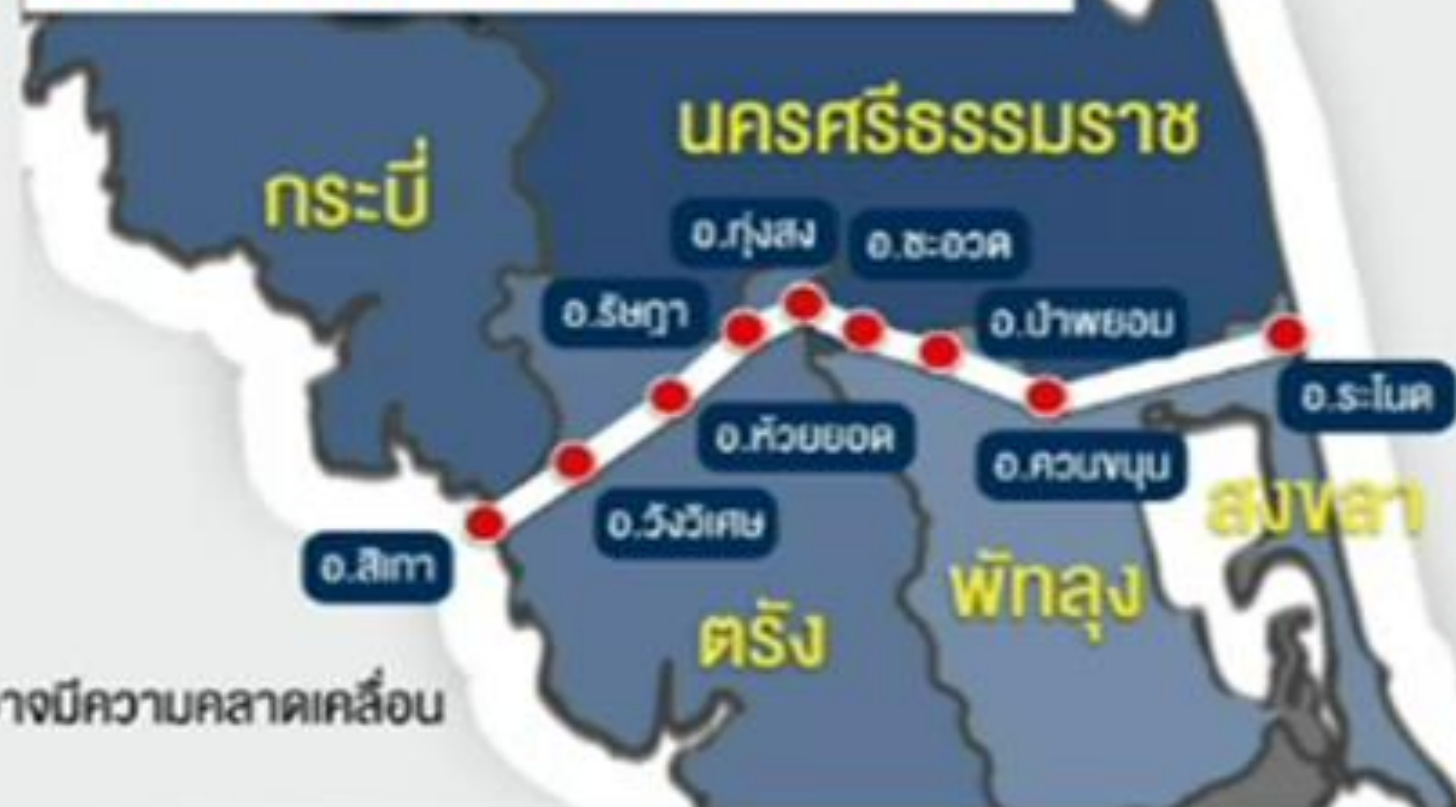 นครศรีธรรมราช
กระบี่
อ.ทุ่งสง
อ.ชะอวด
อ.รัษฎา
อ.ป่าพยอม
อ.ระโนด
อ.ห้วยยอด
อ.ควนขนุน
สงขลา
อ.วังวิเศษ
อ.สิเกา
พัทลุง
ตรัง
าจมีความคลาดเคลื่อน